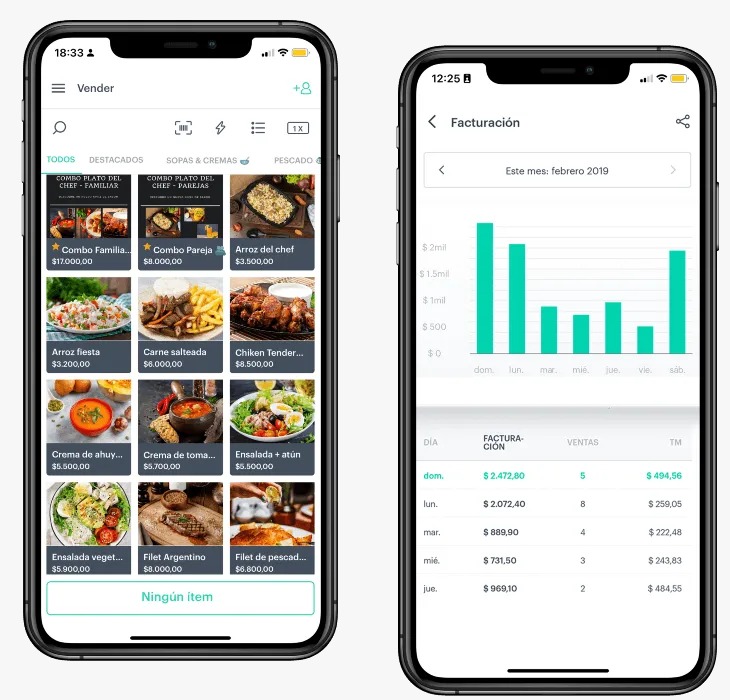 18:33
Vender
1 X
TODOS DESTACADOS SOPAS & CREMAS PESCADO
COMBO PLATO DEL
CHEF - FAMILIAR
COMBO PLATO DEL
CHEF - PAREJAS
Combo Familia...
$17.000,00
Combo Pareja
$8.000,00
Arroz del chef
$3.500,00
Arroz fiesta
$3.200,00
Carne salteada
$6.000,00
Chiken Tender...
$8.500,00
Crema de ahuy...
$5.500,00
Crema de toma...
$5.700,00
Ensalada + atún
$5.500,00
Ensalada veget...
$5.900,00
Filet Argentino
$8.000,00
Filet de pescad...
$6.800,00
Ningún ítem
12:25
Facturación
Este mes: febrero 2019
$ 2mil
$ 1.5mil
$ 1mil
$ 500
$ 0
dom. lun. mar. mié. jue. vie. sáb.
DÍA FACTURA-
CIÓN VENTAS TM
dom. $ 2.472,80 5 $ 494,56
lun. $ 2.072,40 8 $ 259,05
mar. $ 889,90 4 $ 222,48
mié. $ 731,50 3 $ 243,83
jue. $ 969,10 2 $ 484,55